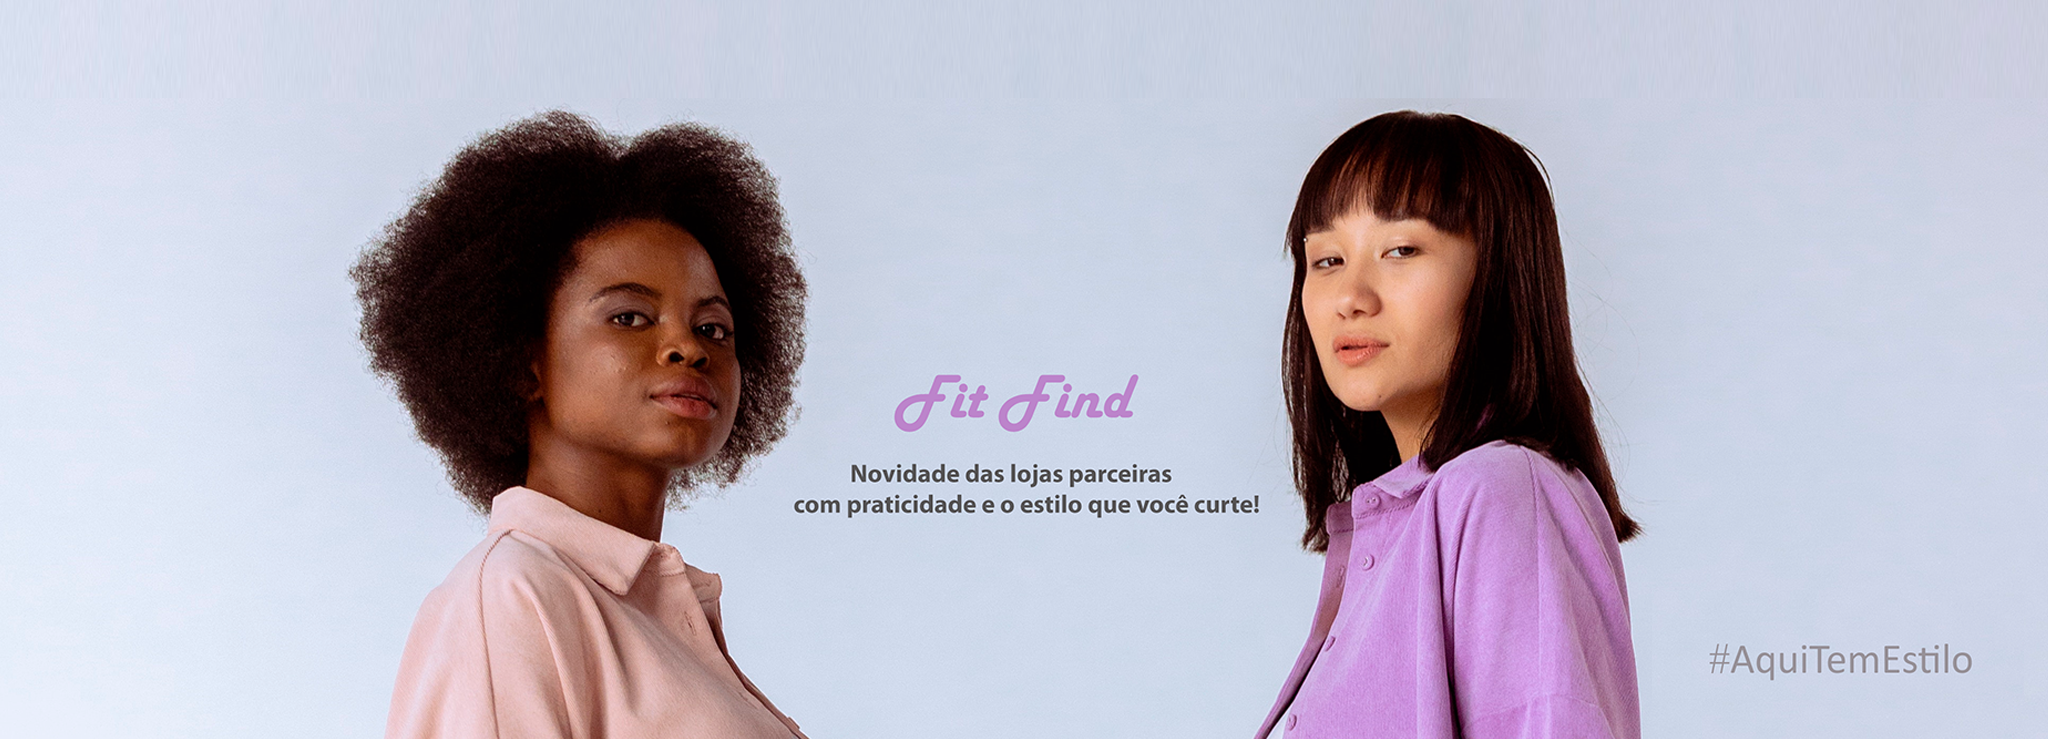 Fit Find
Novidade das lojas parceiras
com praticidade e o estilo que você curte!
#AquiTemEstilo